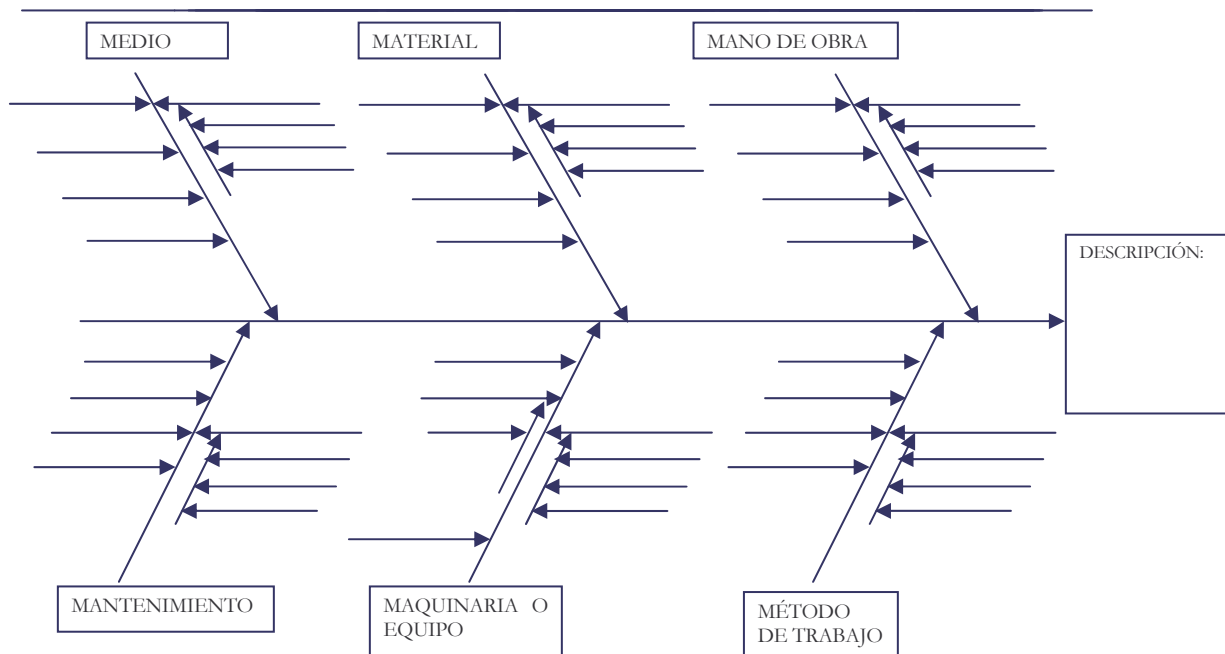 MEDIO
MATERIAL
MANO DE OBRA
DESCRIPCIÓN:
MANTENIMIENTO
MAQUINARIA O
EQUIPO
MÉTODO
DE TRABAJO